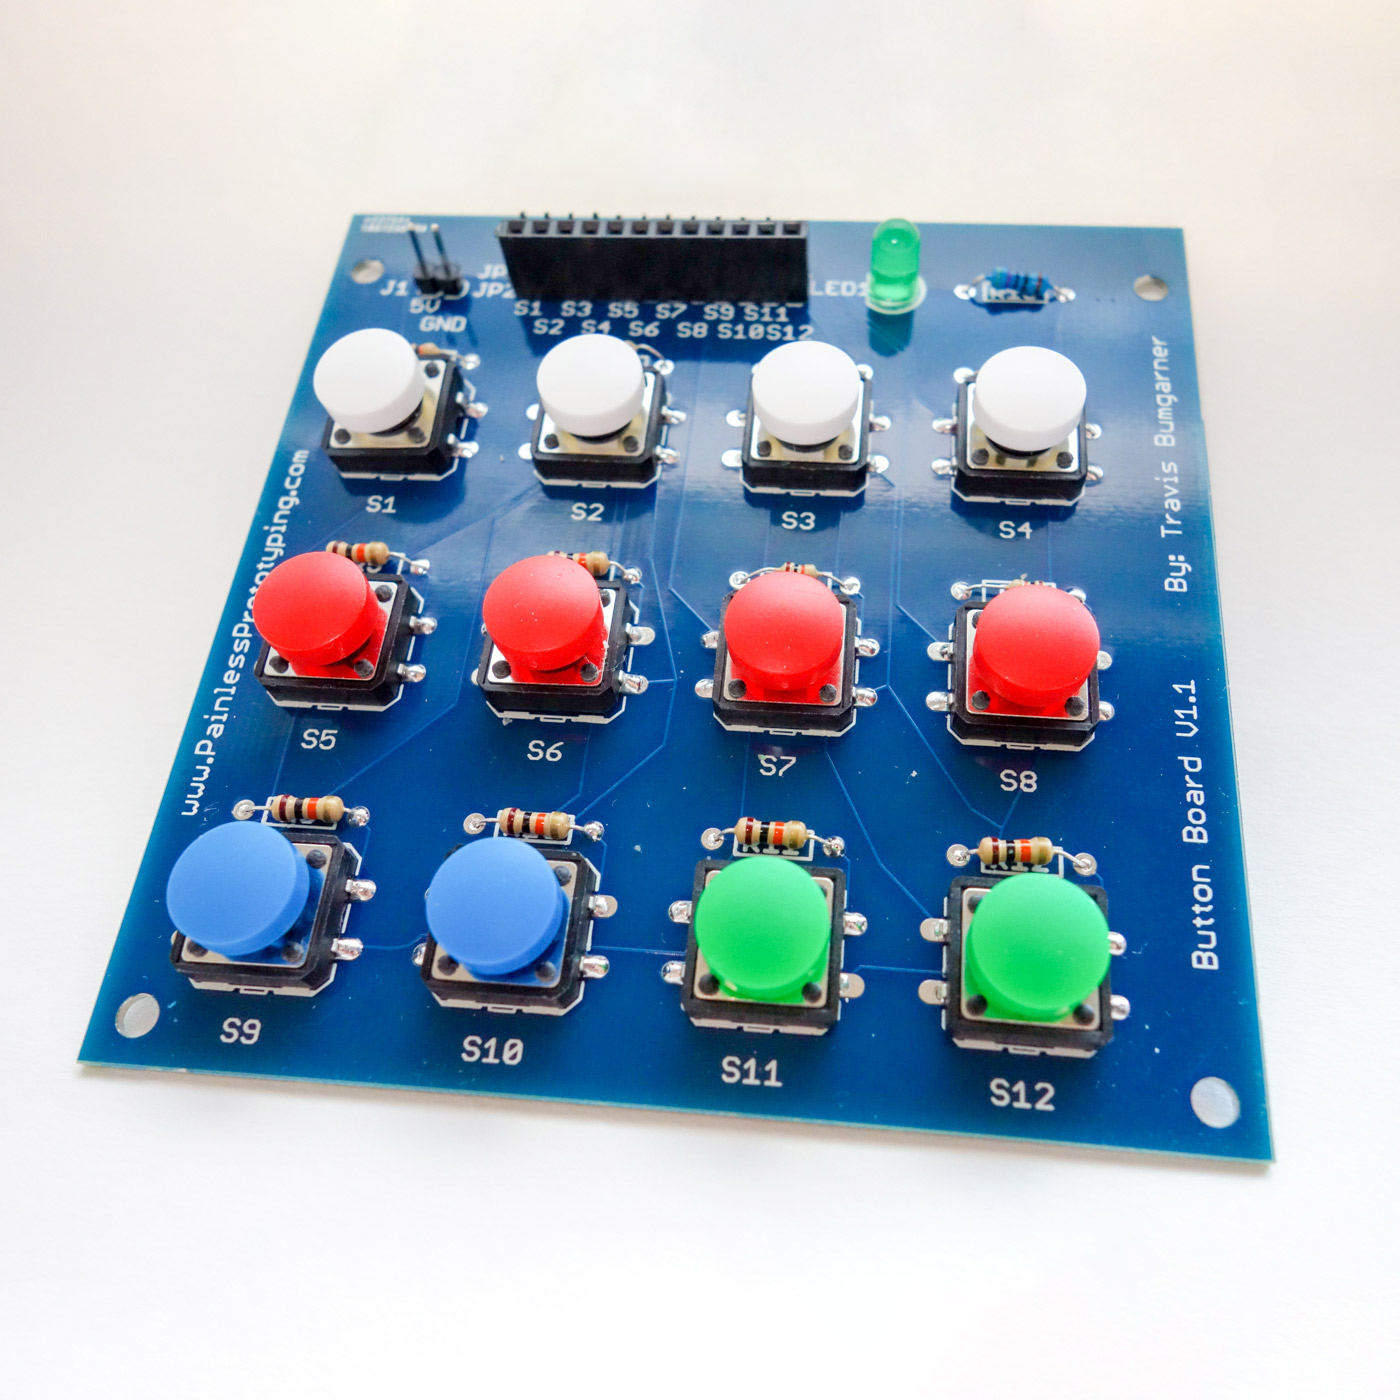 J1
JP2
5V
GND
S1 S3 S5 S7 S9 S11
S2 S4 S6 S8 S10 S12
LED1
S1
S2
S3
S4
S5
S6
S7
S8
S9
S10
S11
S12
www.PainlessPrototyping.com
By: Travis Bumgarner
Button Board V1.1